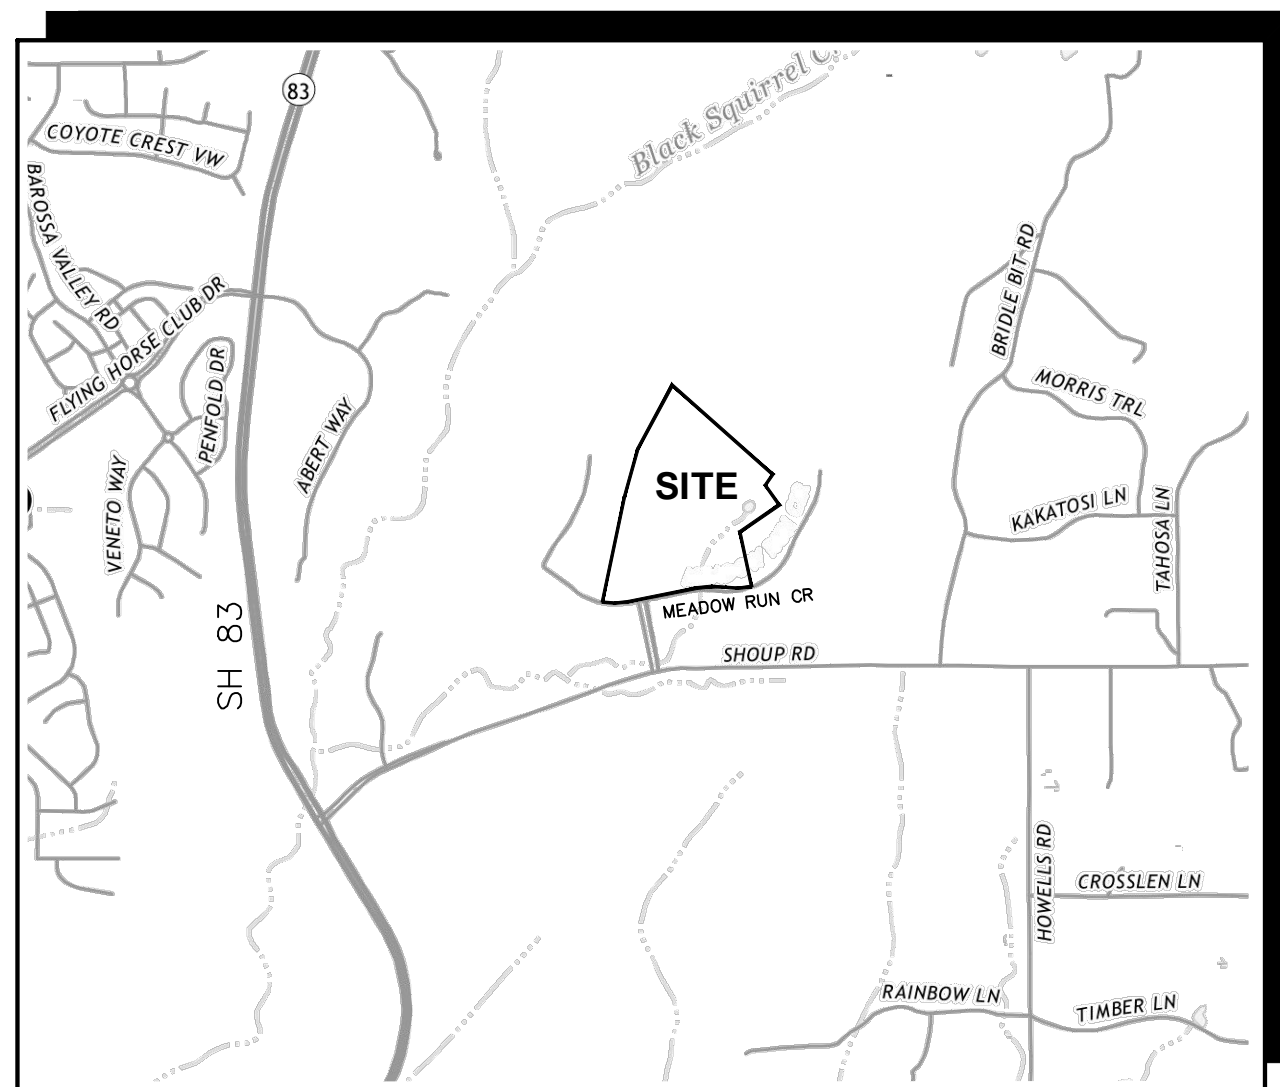 83
Black Squirrel Cr
COYOTE CREST VW
BAROSSA VALLEY RD
FLYING HORSE CLUB DR
PENFOLD DR
ABERT WAY
VENETO WAY
BRIDLE BIT RD
MORRIS TRL
SITE
KAKATOSI LN
TAHOSA LN
MEADOW RUN CR
SH 83
SHOUP RD
HOWELLS RD
CROSSLEN LN
RAINBOW LN
TIMBER LN